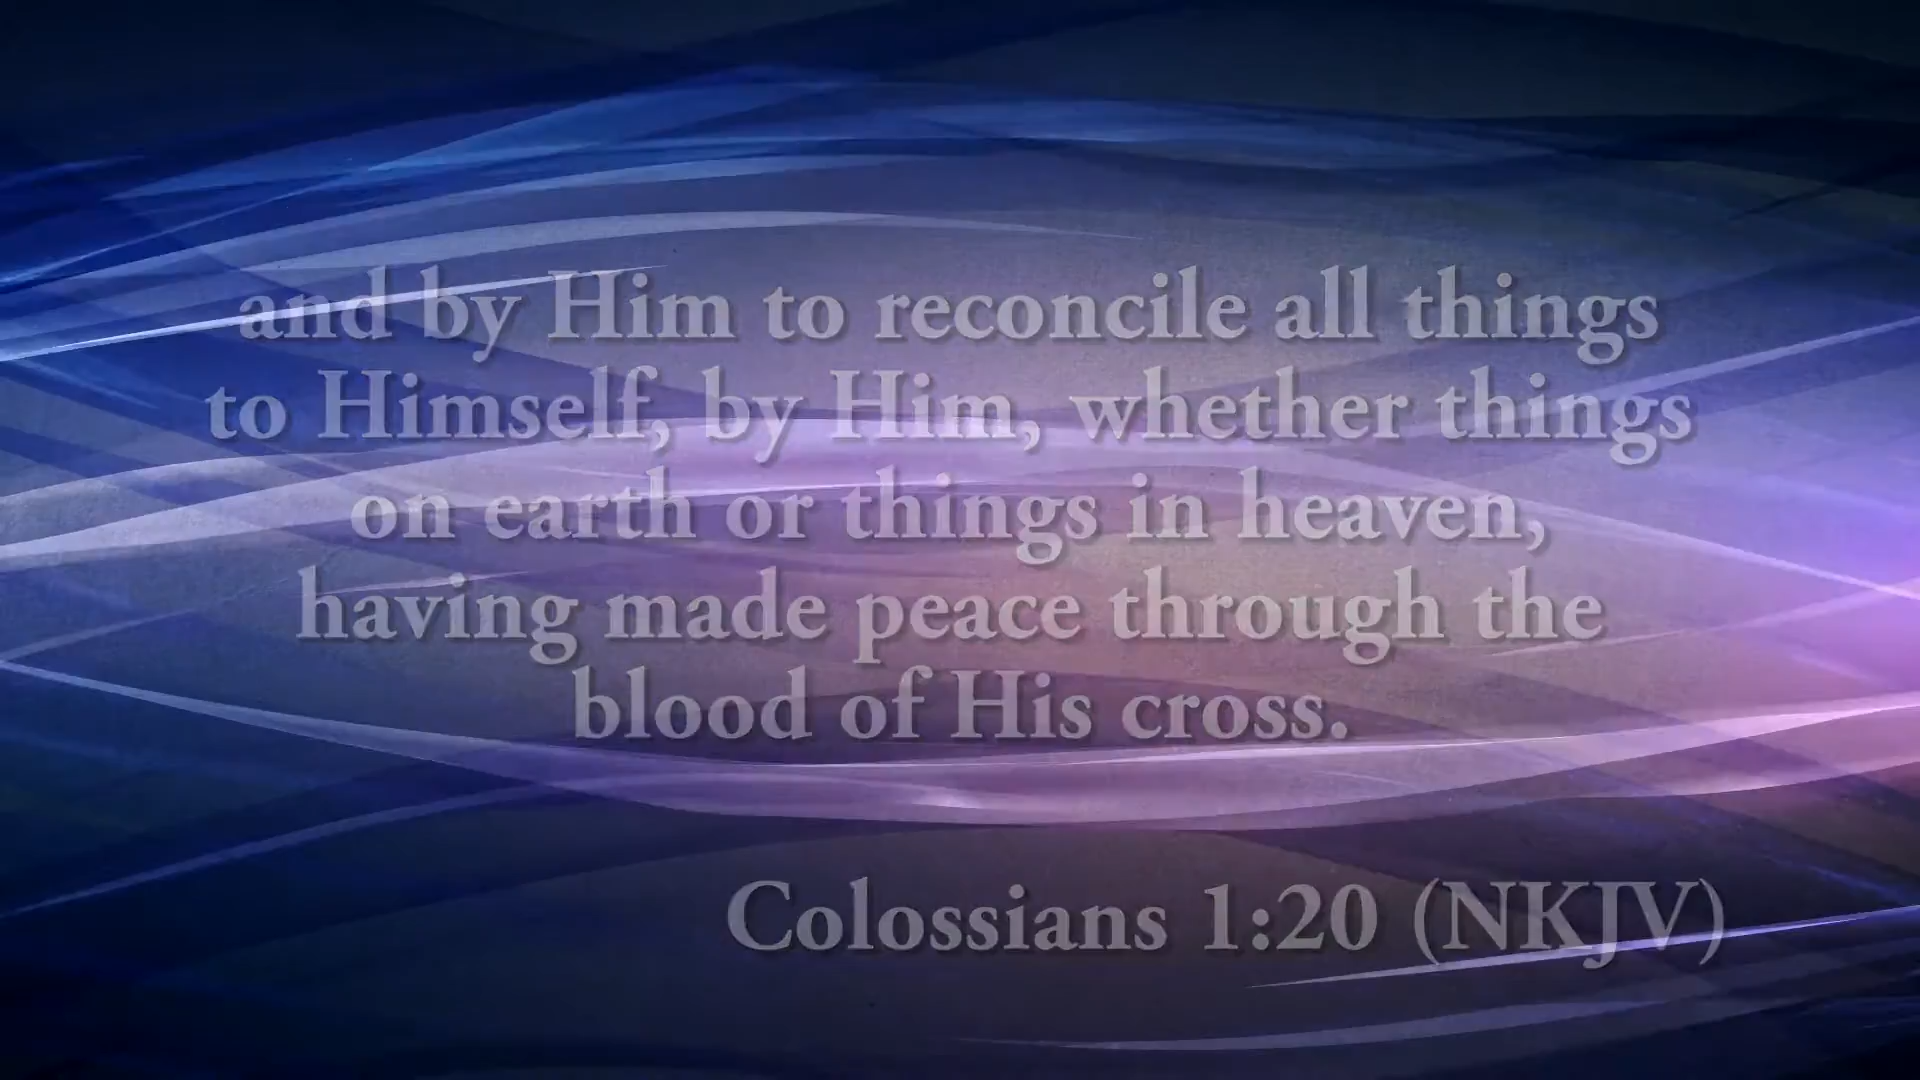 and by Him to reconcile all things
to Himself, by Him, whether things
on earth or things in heaven,
having made peace through the
blood of His cross.
Colossians 1:20 (NKJV)